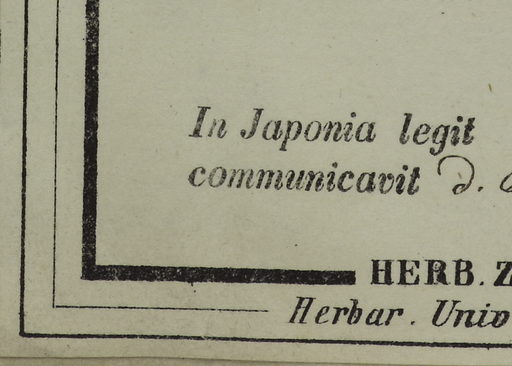 In Japonia legit
communicavit d.
HERB. Z
Herbar. Univ